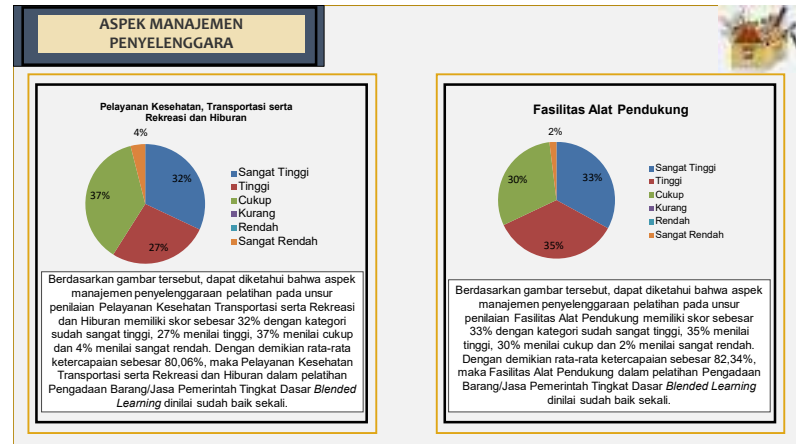 ASPEK MANAJEMEN
PENYELENGGARA
Pelayanan Kesehatan, Transportasi serta
Rekreasi dan Hiburan
4%
32%
37%
27%
Sangat Tinggi
Tinggi
Cukup
Kurang
Rendah
Sangat Rendah
Berdasarkan gambar tersebut, dapat diketahui bahwa aspek
manajemen penyelenggaraan pelatihan pada unsur
penilaian Pelayanan Kesehatan Transportasi serta Rekreasi
dan Hiburan memiliki skor sebesar 32% dengan kategori
sudah sangat tinggi, 27% menilai tinggi, 37% menilai cukup
dan 4% menilai sangat rendah. Dengan demikian rata-rata
ketercapaian sebesar 80,06%, maka Pelayanan Kesehatan
Transportasi serta Rekreasi dan Hiburan dalam pelatihan
Pengadaan Barang/Jasa Pemerintah Tingkat Dasar Blended
Learning dinilai sudah baik sekali.
Fasilitas Alat Pendukung
2%
30%
33%
35%
Sangat Tinggi
Tinggi
Cukup
Kurang
Rendah
Sangat Rendah
Berdasarkan gambar tersebut, dapat diketahui bahwa aspek
manajemen penyelenggaraan pelatihan pada unsur
penilaian Fasilitas Alat Pendukung memiliki skor sebesar
33% dengan kategori sudah sangat tinggi, 35% menilai
tinggi, 30% menilai cukup dan 2% menilai sangat rendah.
Dengan demikian rata-rata ketercapaian sebesar 82,34%,
maka Fasilitas Alat Pendukung dalam pelatihan Pengadaan
Barang/Jasa Pemerintah Tingkat Dasar Blended Learning
dinilai sudah baik sekali.